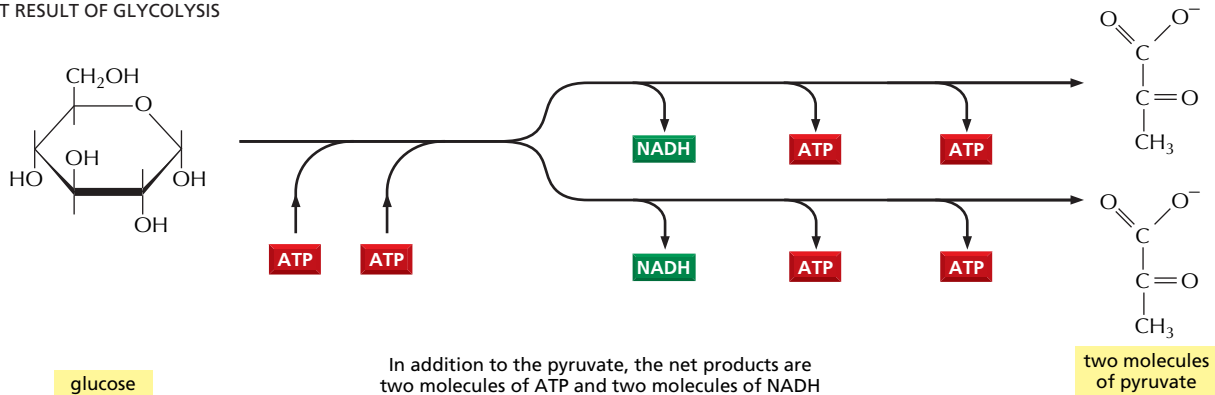 T RESULT OF GLYCOLYSIS
CH₂OH
O
OH
HO
OH
OH
ATP
ATP
NADH
ATP
ATP
NADH
ATP
ATP
O
O⁻
C
C=O
CH₃
O
O⁻
C
C=O
CH₃
glucose
In addition to the pyruvate, the net products are
two molecules of ATP and two molecules of NADH
two molecules
of pyruvate